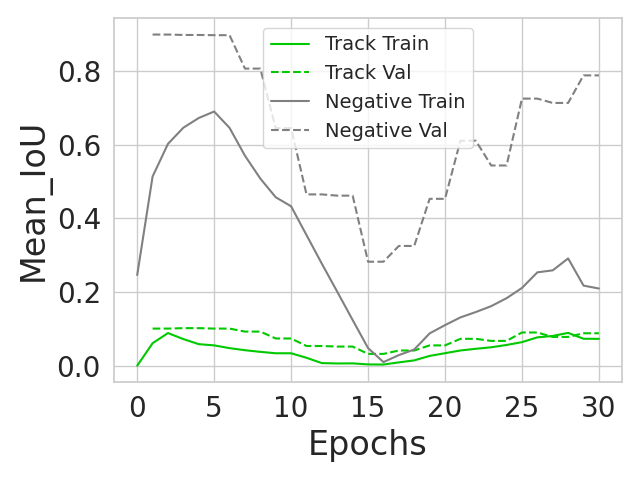 Track Train
Track Val
Negative Train
Negative Val
Mean_IoU
0.8
0.6
0.4
0.2
0.0
0 5 10 15 20 25 30
Epochs